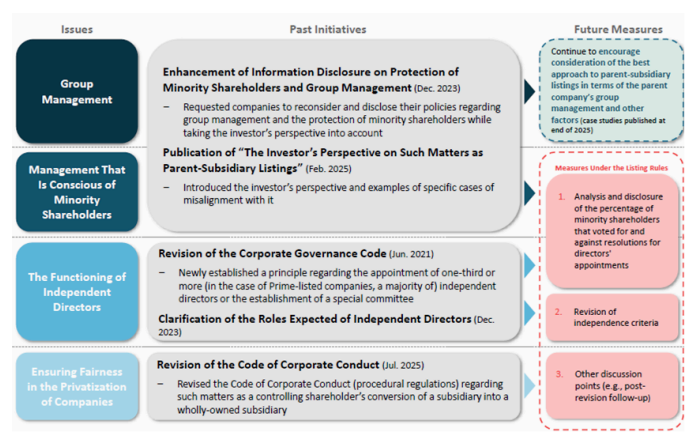 Issues
Past Initiatives
Future Measures
Group
Management
Enhancement of Information Disclosure on Protection of
Minority Shareholders and Group Management (Dec. 2023)
– Requested companies to reconsider and disclose their policies regarding
group management and the protection of minority shareholders while
taking the investor's perspective into account
Publication of "The Investor's Perspective on Such Matters as
Parent-Subsidiary Listings" (Feb. 2025)
– Introduced the investor's perspective and examples of specific cases of
misalignment with it
Continue to encourage
consideration of the best
approach to parent-subsidiary
listings in terms of the parent
company's group
management and other
factors (case studies published at
end of 2025)
Management That
Is Conscious of
Minority
Shareholders
Measures Under the Listing Rules
1. Analysis and disclosure
of the percentage of
minority shareholders
that voted for and
against resolutions for
directors'
appointments
The Functioning of
Independent
Directors
Revision of the Corporate Governance Code (Jun. 2021)
– Newly established a principle regarding the appointment of one-third or
more (in the case of Prime-listed companies, a majority of) independent
directors or the establishment of a special committee
Clarification of the Roles Expected of Independent Directors (Dec.
2023)
2. Revision of
independence criteria
Ensuring Fairness
in the Privatization
of Companies
Revision of the Code of Corporate Conduct (Jul. 2025)
– Revised the Code of Corporate Conduct (procedural regulations) regarding
such matters as a controlling shareholder's conversion of a subsidiary into a
wholly-owned subsidiary
3. Other discussion
points (e.g., post-
revision follow-up)